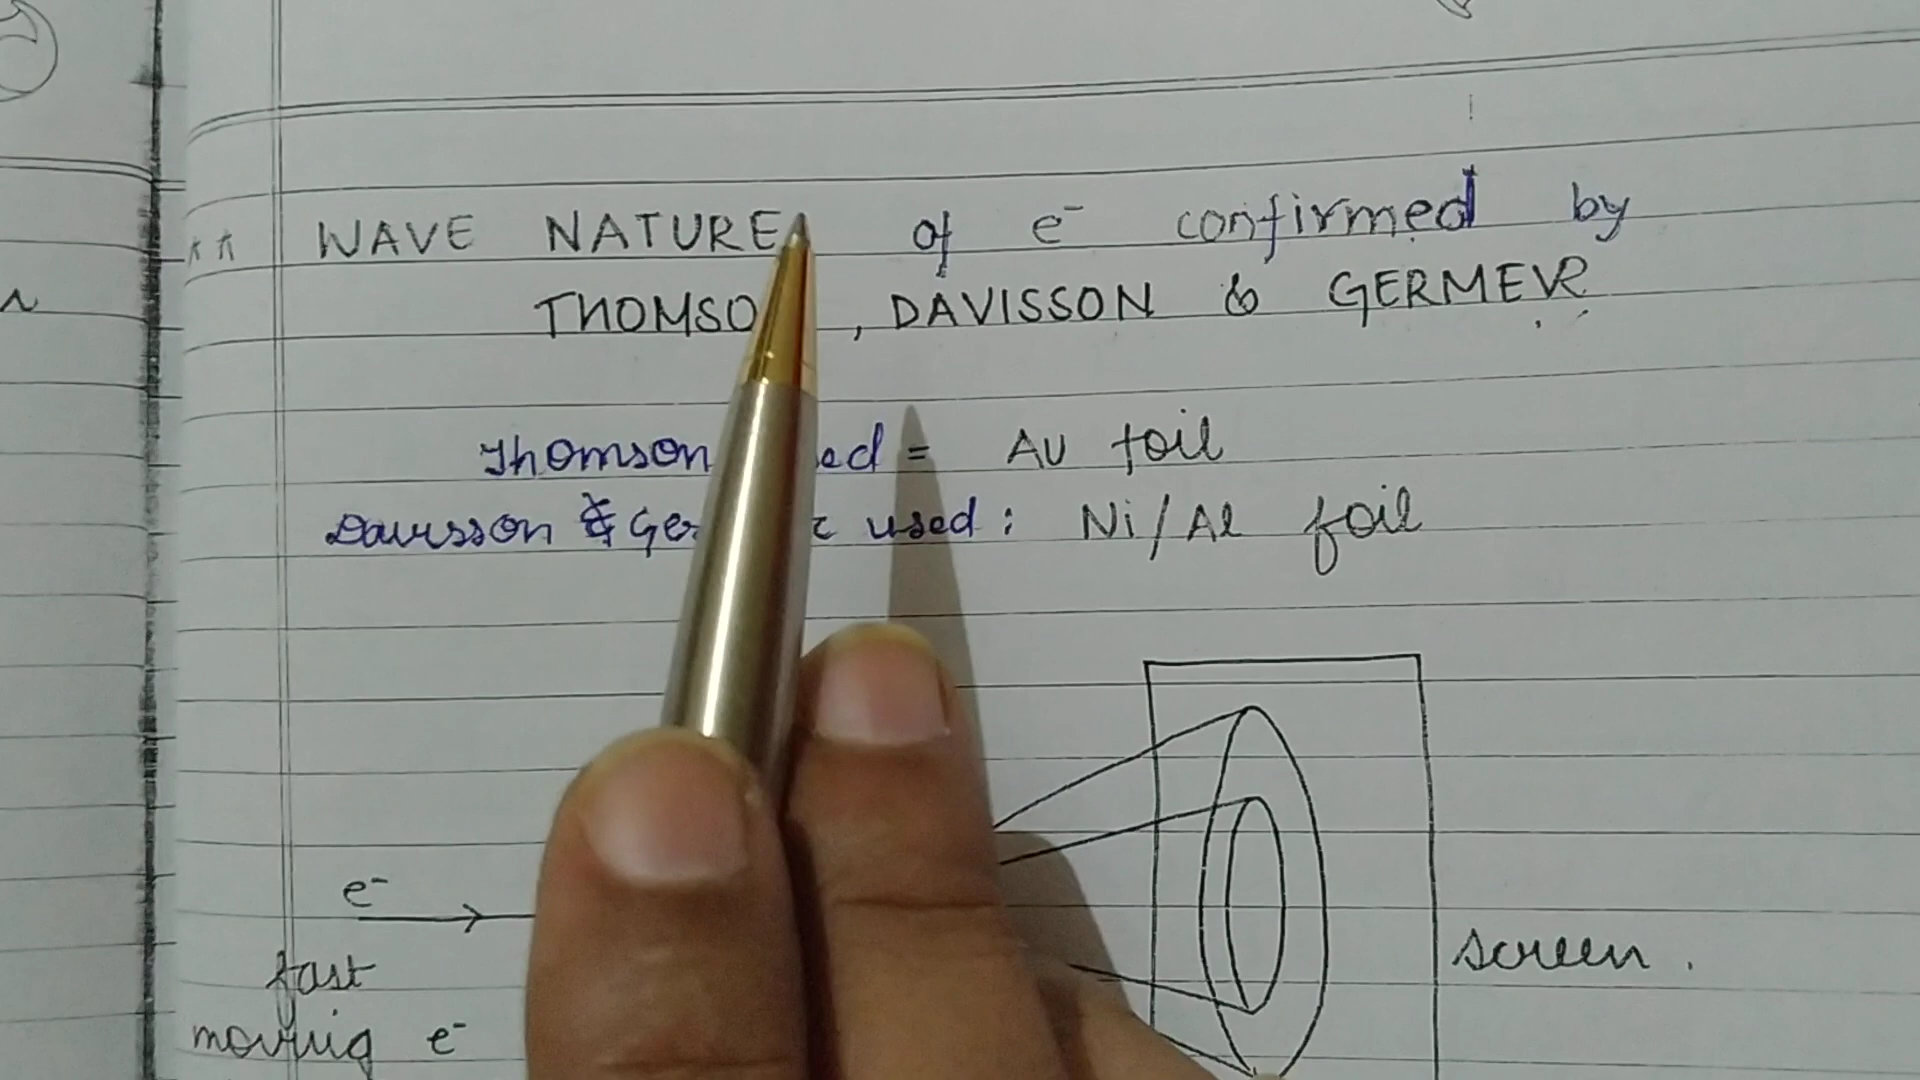 ** WAVE NATURE of e⁻ confirmed by
THOMSO , DAVISSON & GERMER
Thomson ed = Au foil
Davisson & Ger used : Ni/Al foil
e⁻
fast
moving e⁻
screen.